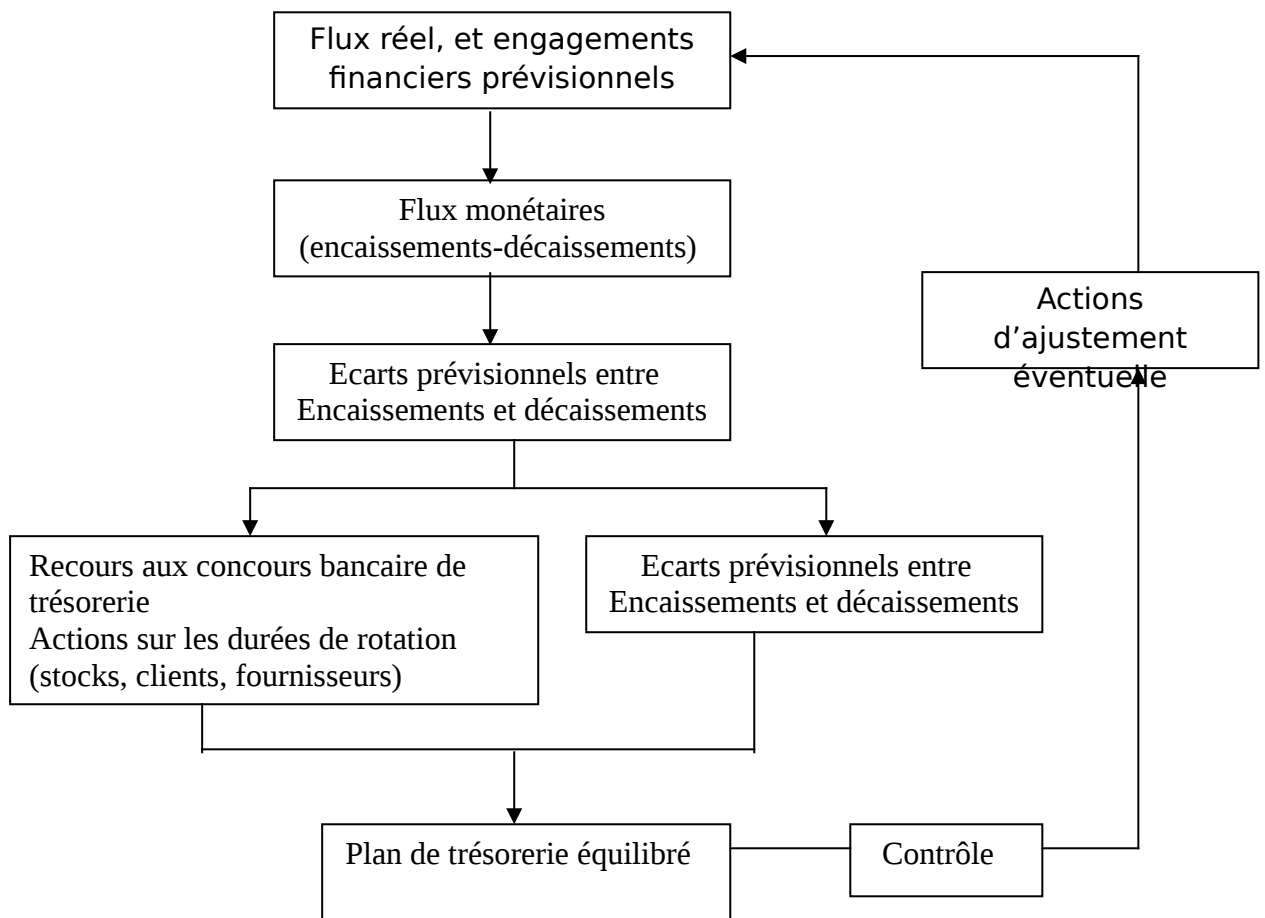 Flux réel, et engagements
financiers prévisionnels
Flux monétaires
(encaissements-décaissements)
Actions
d’ajustement
éventuelle
Ecarts prévisionnels entre
Encaissements et décaissements
Recours aux concours bancaire de
trésorerie
Actions sur les durées de rotation
(stocks, clients, fournisseurs)
Ecarts prévisionnels entre
Encaissements et décaissements
Plan de trésorerie équilibré
Contrôle